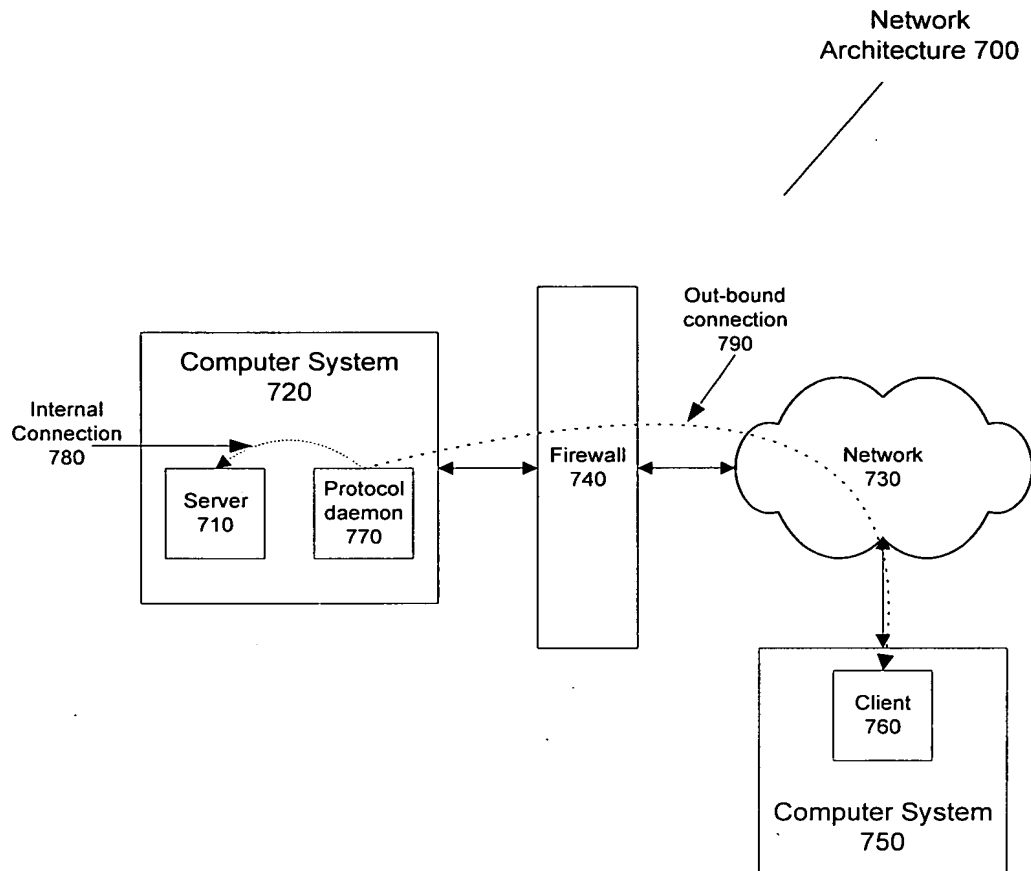 Network
Architecture 700
Out-bound
connection
790
Computer System
720
Internal
Connection
780
Server
710
Protocol
daemon
770
Firewall
740
Network
730
Client
760
Computer System
750